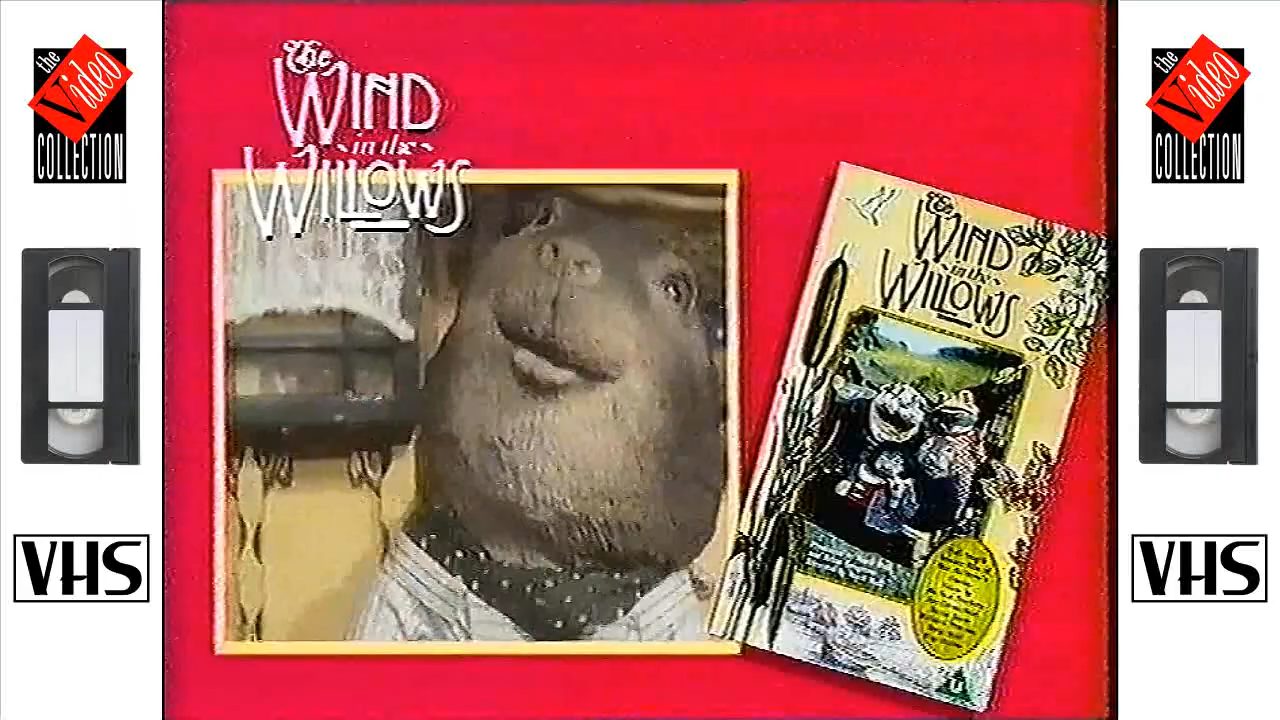 the
Video
COLLECTION
VHS
The
WIND
in the
WILLOWS
The
WIND
in the
WILLOWS
U
the
Video
COLLECTION
VHS